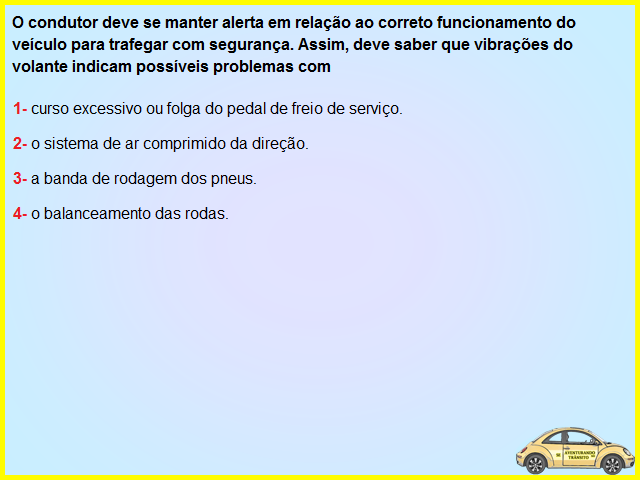 O condutor deve se manter alerta em relação ao correto funcionamento do
veículo para trafegar com segurança. Assim, deve saber que vibrações do
volante indicam possíveis problemas com
1- curso excessivo ou folga do pedal de freio de serviço.
2- o sistema de ar comprimido da direção.
3- a banda de rodagem dos pneus.
4- o balanceamento das rodas.
AVENTURANDO
TRÂNSITO